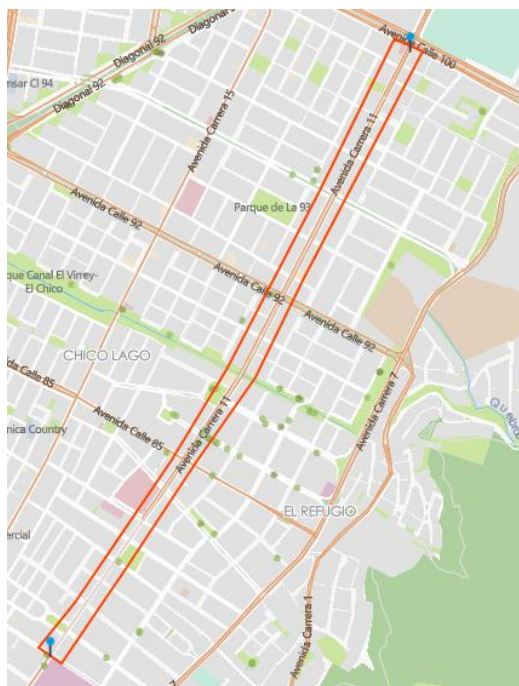 Avenida Calle 100
Diagonal 92
Diagonal 92
nsar Cl 94
Diagonal 92
Avenida Carrera 15
Avenida Carrera 11
Avenida Calle 92
Parque de La 93
que Canal El Virrey-
El Chico
Avenida Calle 92
Avenida Calle 92
CHICO LAGO
da Calle 85
Avenida Calle 85
Avenida Carrera 11
Avenida Carrera 7
nica Country
EL REFUGIO
ercial
Avenida Carrera 1
7